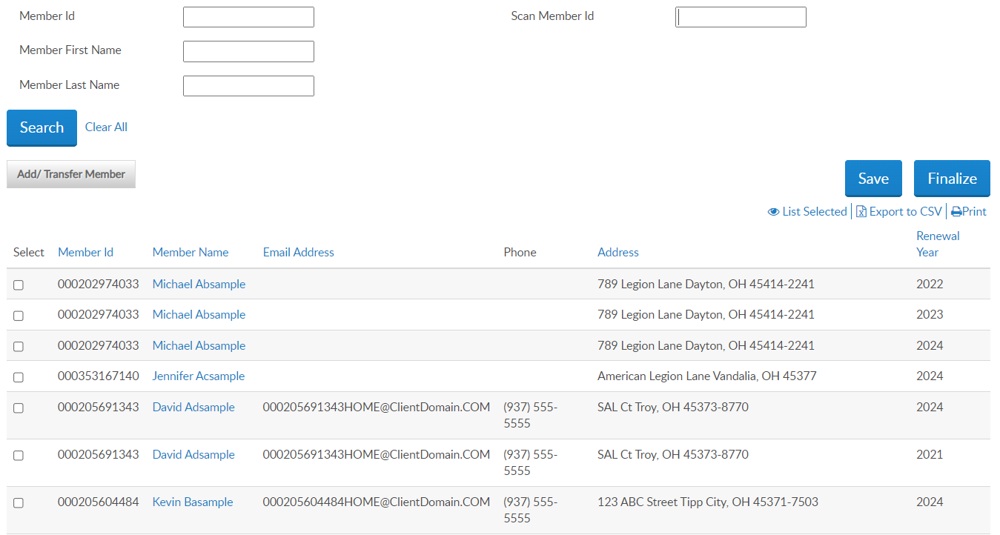 Member Id
Scan Member Id
Member First Name
Member Last Name
Search Clear All
Add/ Transfer Member
Save Finalize
List Selected Export to CSV Print
Select Member Id Member Name Email Address Phone Address Renewal
Year
000202974033 Michael Absample 789 Legion Lane Dayton, OH 45414-2241 2022
000202974033 Michael Absample 789 Legion Lane Dayton, OH 45414-2241 2023
000202974033 Michael Absample 789 Legion Lane Dayton, OH 45414-2241 2024
000353167140 Jennifer Acsample American Legion Lane Vandalia, OH 45377 2024
000205691343 David Adsample 000205691343HOME@ClientDomain.COM (937) 555- SAL Ct Troy, OH 45373-8770 2024
5555
000205691343 David Adsample 000205691343HOME@ClientDomain.COM (937) 555- SAL Ct Troy, OH 45373-8770 2021
5555
000205604484 Kevin Basample 000205604484HOME@ClientDomain.COM (937) 555- 123 ABC Street Tipp City, OH 45371-7503 2024
5555